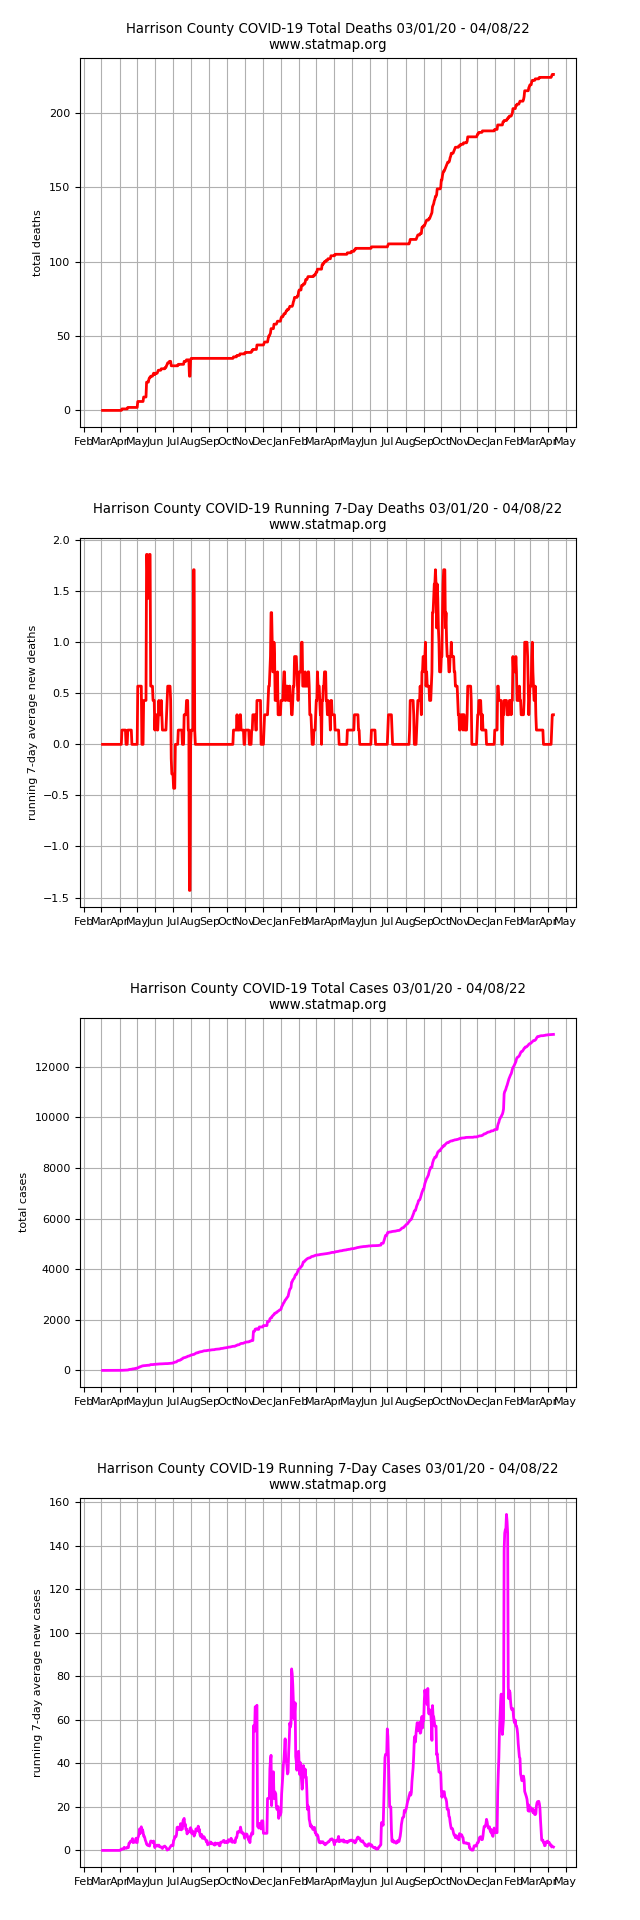 Harrison County COVID-19 Total Deaths 03/01/20 - 04/08/22
www.statmap.org
200
150
100
50
0
total deaths
Feb Mar Apr May Jun Jul Aug Sep Oct Nov Dec Jan Feb Mar Apr May Jun Jul Aug Sep Oct Nov Dec Jan Feb Mar Apr May
Harrison County COVID-19 Running 7-Day Deaths 03/01/20 - 04/08/22
www.statmap.org
2.0
1.5
1.0
0.5
0.0
−0.5
−1.0
−1.5
running 7-day average new deaths
Feb Mar Apr May Jun Jul Aug Sep Oct Nov Dec Jan Feb Mar Apr May Jun Jul Aug Sep Oct Nov Dec Jan Feb Mar Apr May
Harrison County COVID-19 Total Cases 03/01/20 - 04/08/22
www.statmap.org
12000
10000
8000
6000
4000
2000
0
total cases
Feb Mar Apr May Jun Jul Aug Sep Oct Nov Dec Jan Feb Mar Apr May Jun Jul Aug Sep Oct Nov Dec Jan Feb Mar Apr May
Harrison County COVID-19 Running 7-Day Cases 03/01/20 - 04/08/22
www.statmap.org
160
140
120
100
80
60
40
20
0
running 7-day average new cases
Feb Mar Apr May Jun Jul Aug Sep Oct Nov Dec Jan Feb Mar Apr May Jun Jul Aug Sep Oct Nov Dec Jan Feb Mar Apr May